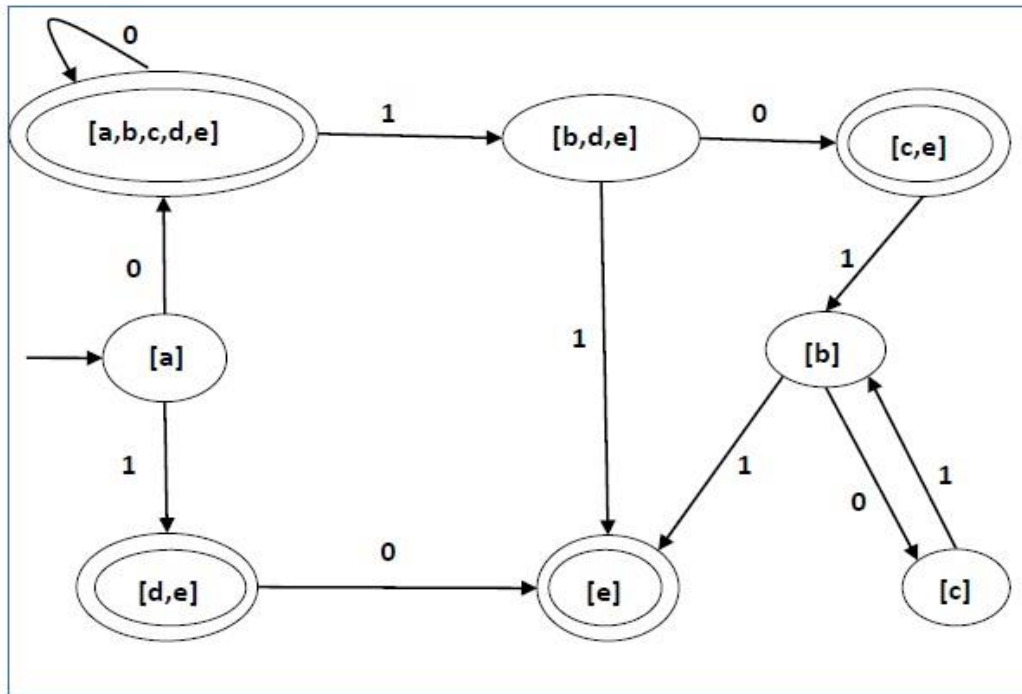 0
[a,b,c,d,e]
1
[b,d,e]
0
[c,e]
0
1
[a]
1
[b]
1
1
0
1
0
[d,e]
[e]
[c]